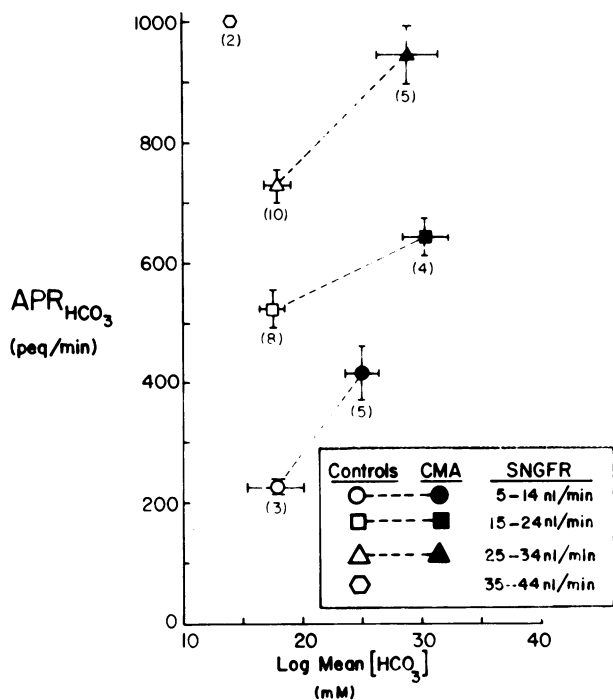 1000
(2)
(5)
800
(10)
600
(4)
APR HCO3
(peq/min)
(8)
400
(5)
Controls CMA SNGFR
5-14 nl/min
200
(3)
15-24 nl/min
25-34 nl/min
35-44 nl/min
0
10 20 30 40
Log Mean [HCO3]
(mM)